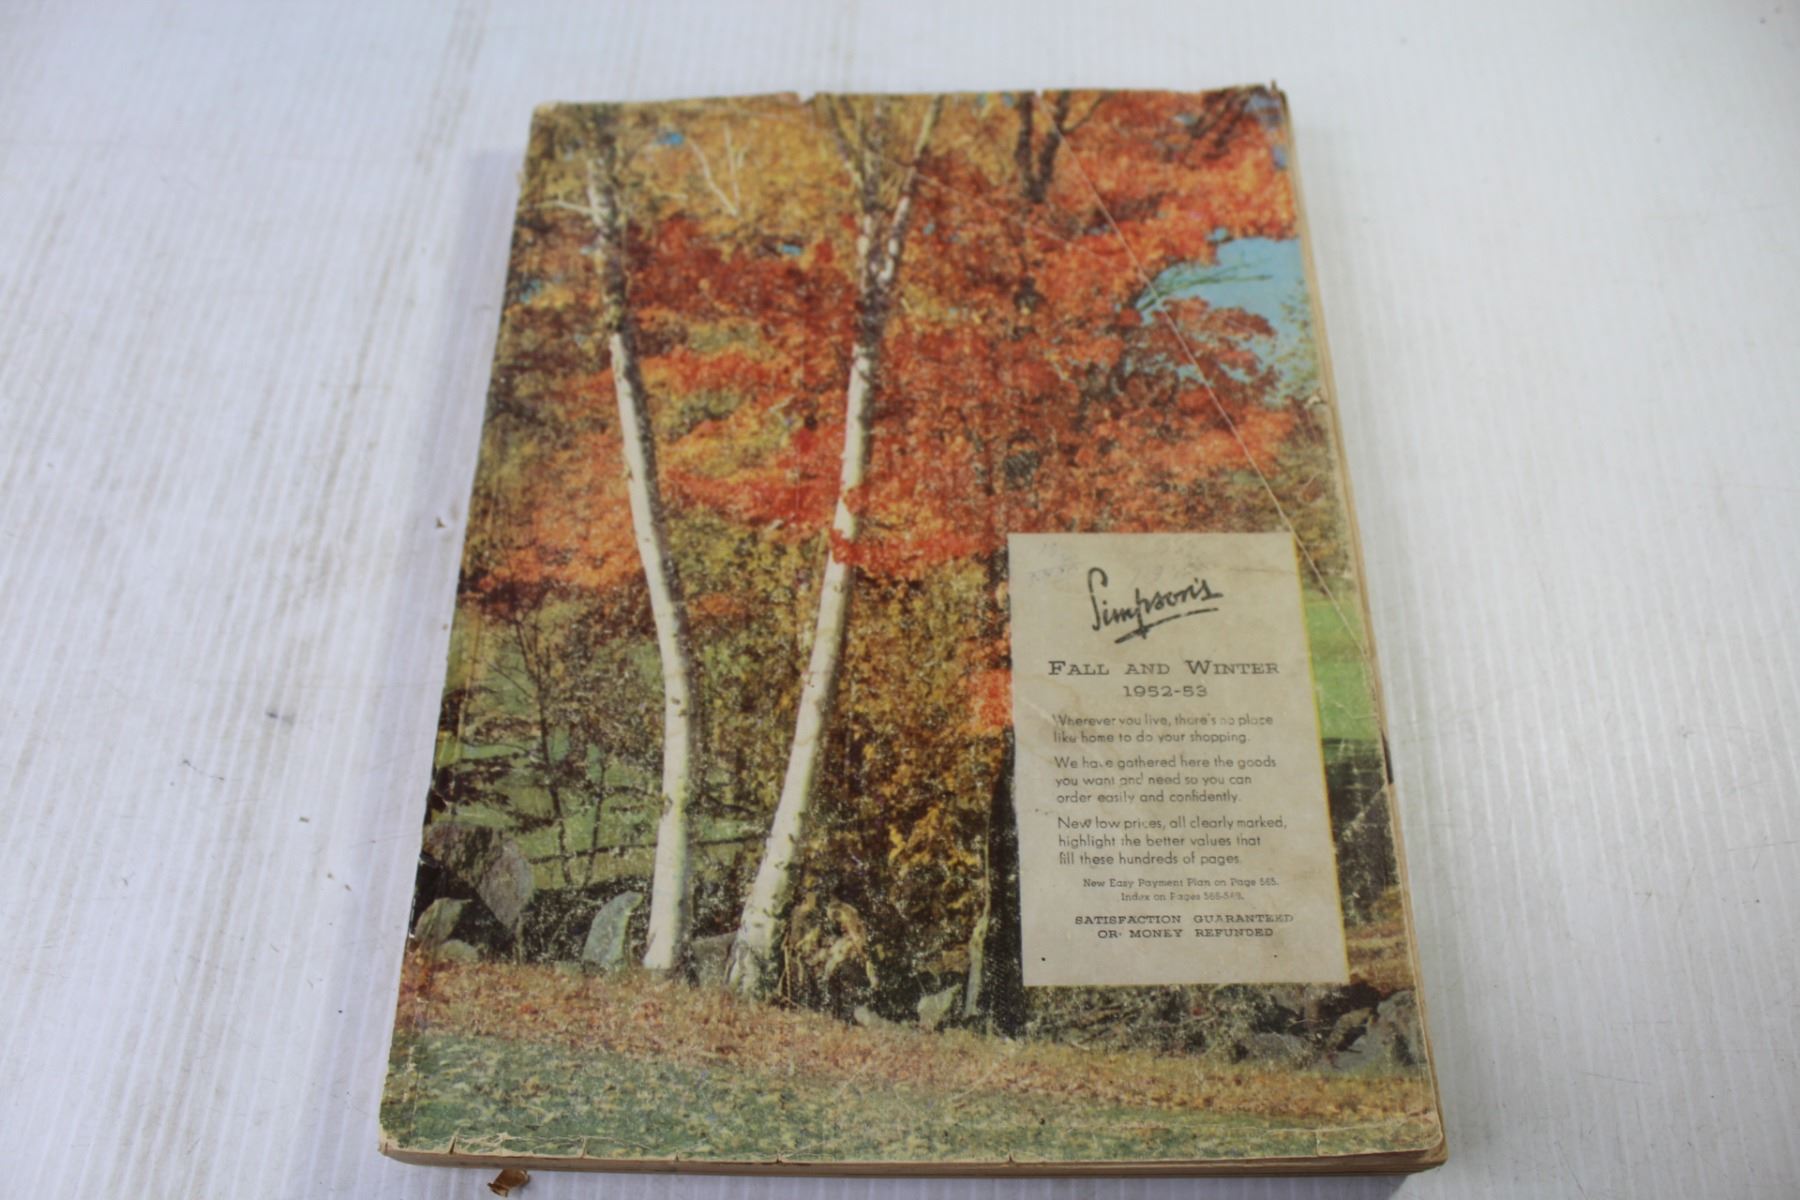 Simpson's
FALL AND WINTER
1952-53
Wherever you live, there's no place
like home to do your shopping.
We have gathered here the goods
you want and need so you can
order easily and confidently.
New low prices, all clearly marked,
highlight the better values that
fill these hundreds of pages.
New Easy Payment Plan on Page 565.
Index on Pages
SATISFACTION GUARANTEED
OR MONEY REFUNDED